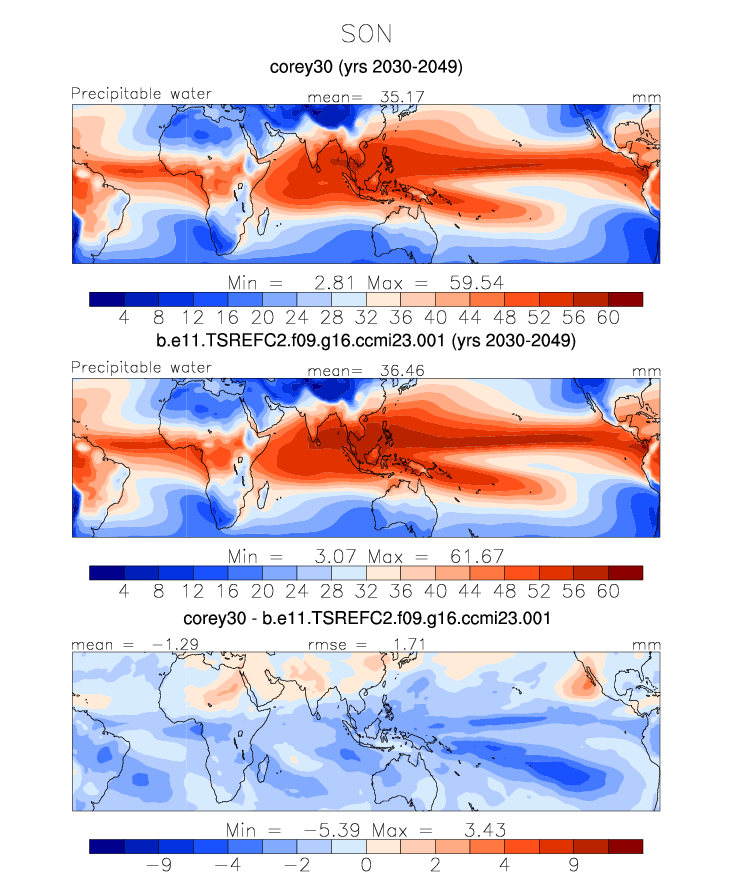 SON
corey30 (yrs 2030-2049)
Precipitable water mean= 35.17 mm
Min = 2.81 Max = 59.54
4 8 12 16 20 24 28 32 36 40 44 48 52 56 60
b.e11.TSREFC2.f09.g16.ccmi23.001 (yrs 2030-2049)
Precipitable water mean= 36.46 mm
Min = 3.07 Max = 61.67
4 8 12 16 20 24 28 32 36 40 44 48 52 56 60
corey30 - b.e11.TSREFC2.f09.g16.ccmi23.001
mean = -1.29 rmse = 1.71 mm
Min = -5.39 Max = 3.43
-9 -4 -2 0 2 4 9